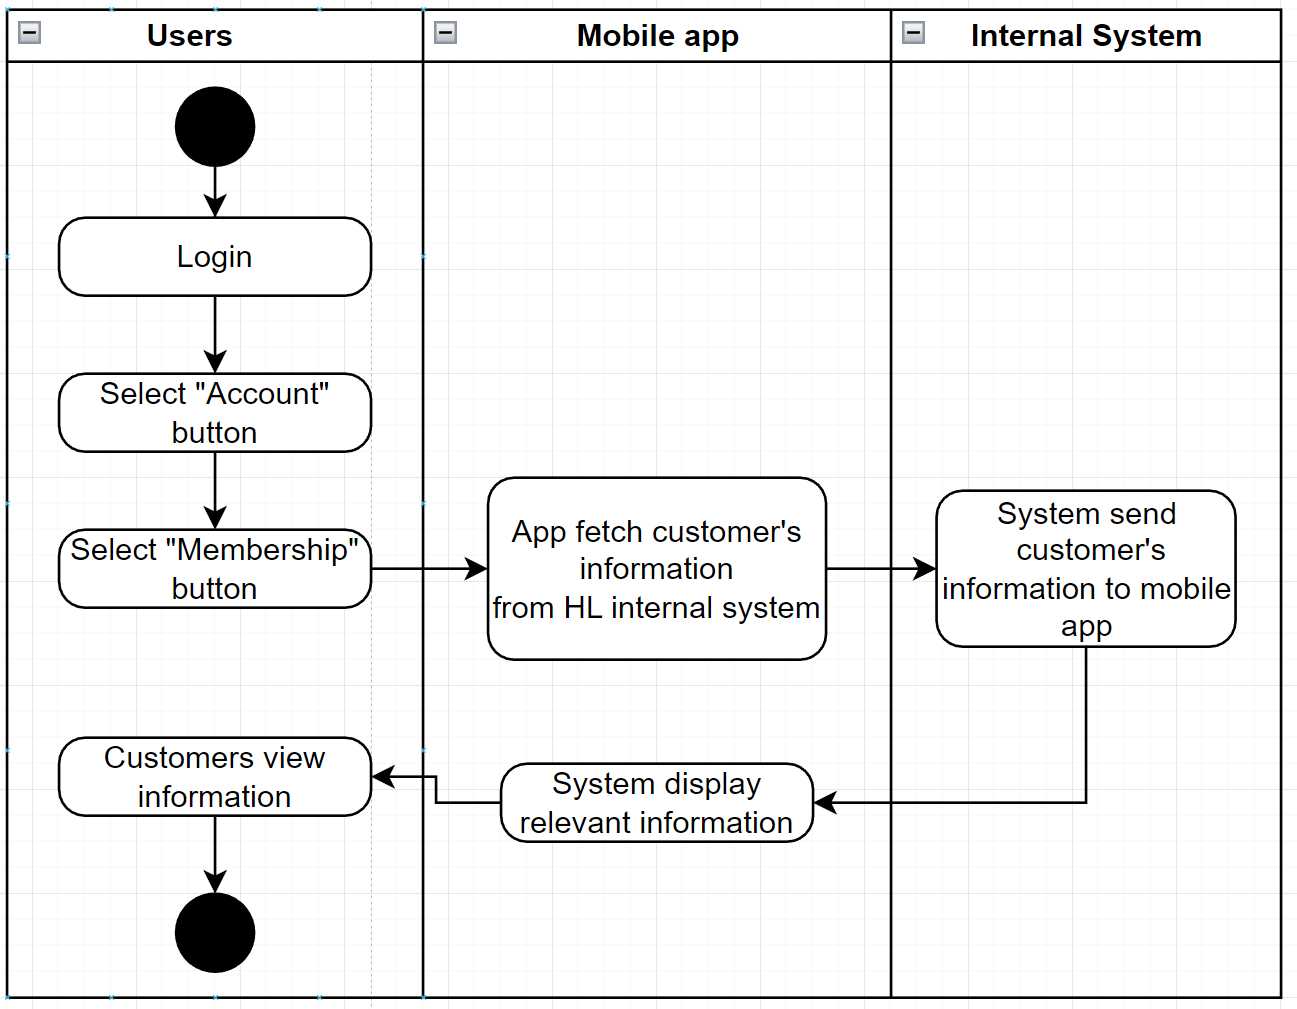 Users
Mobile app
Internal System
Login
Select "Account"
button
Select "Membership"
button
App fetch customer's
information
from HL internal system
System send
customer's
information to mobile
app
Customers view
information
System display
relevant information